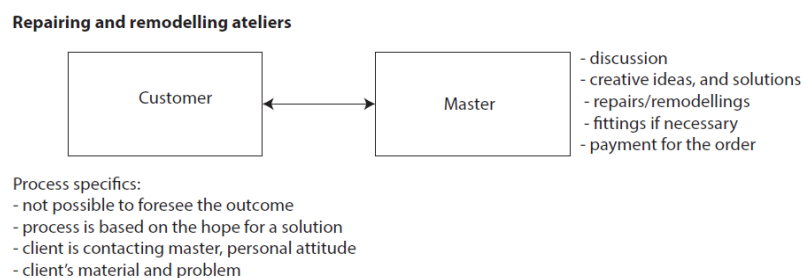 Repairing and remodelling ateliers
Customer
Master
- discussion
- creative ideas, and solutions
- repairs/remodellings
- fittings if necessary
- payment for the order
Process specifics:
- not possible to foresee the outcome
- process is based on the hope for a solution
- client is contacting master, personal attitude
- client's material and problem